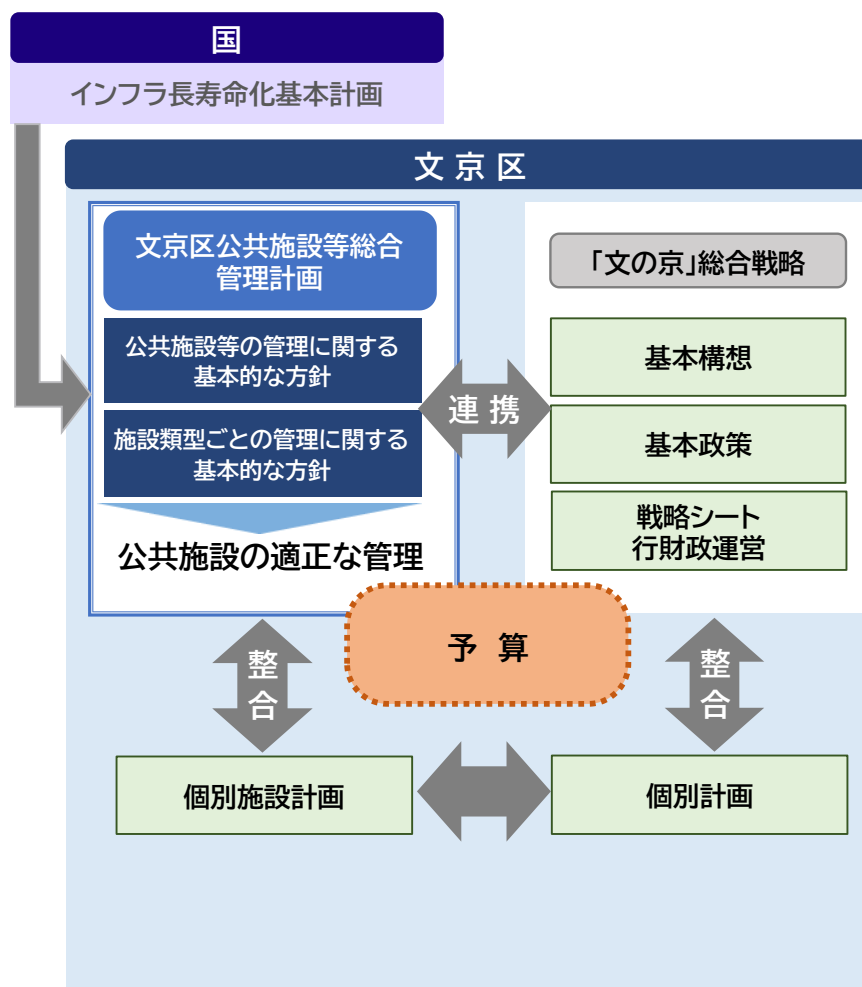 国
インフラ長寿命化基本計画
文京区
文京区公共施設等総合
管理計画
公共施設等の管理に関する
基本的な方針
施設類型ごとの管理に関する
基本的な方針
公共施設の適正な管理
連携
「文の京」総合戦略
基本構想
基本政策
戦略シート
行財政運営
予算
整合
整合
個別施設計画
個別計画